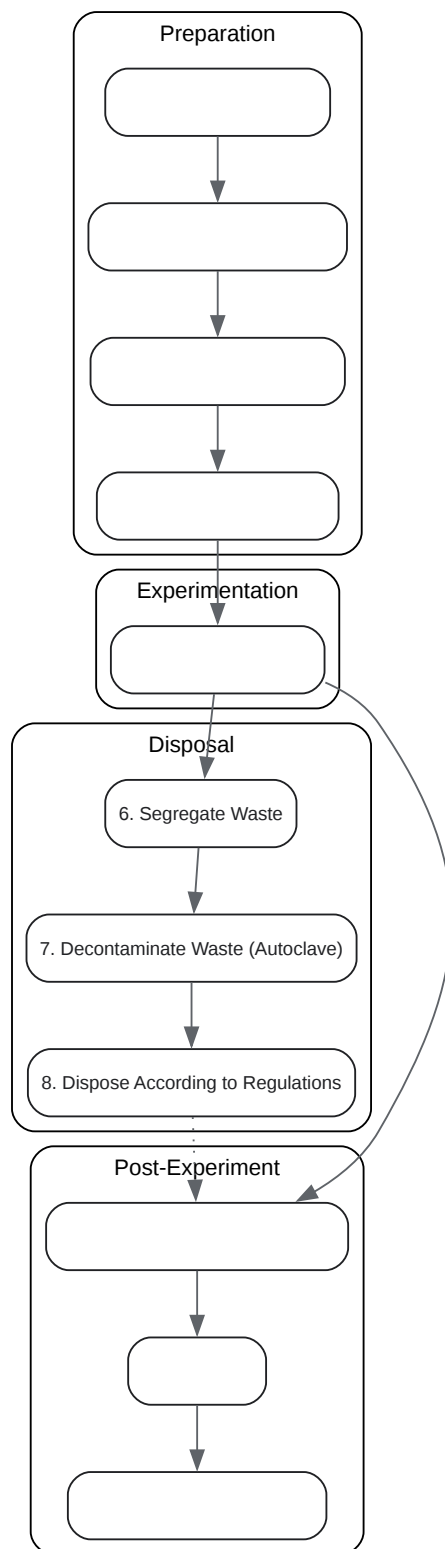 Preparation
Experimentation
Disposal
6. Segregate Waste
7. Decontaminate Waste (Autoclave)
8. Dispose According to Regulations
Post-Experiment